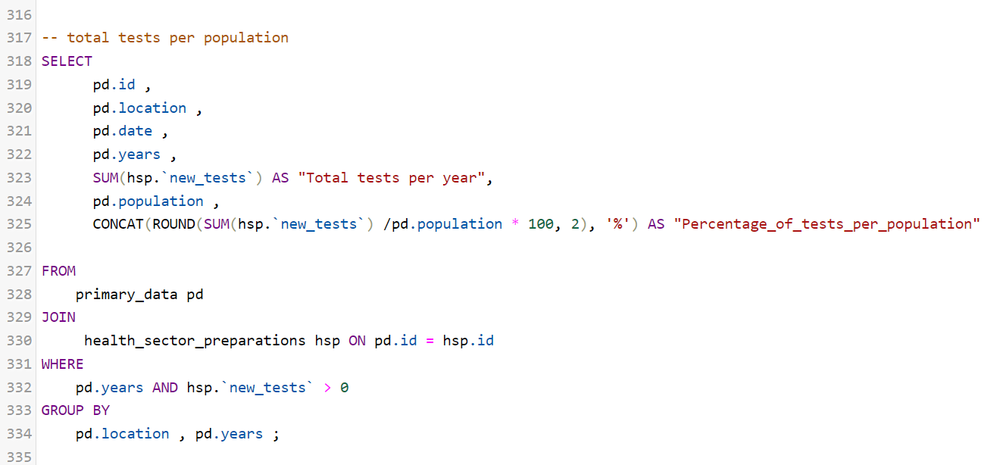 316
317 -- total tests per population
318 SELECT
319 pd.id ,
320 pd.location ,
321 pd.date ,
322 pd.years ,
323 SUM(hsp.`new_tests`) AS "Total tests per year",
324 pd.population ,
325 CONCAT(ROUND(SUM(hsp.`new_tests`) /pd.population * 100, 2), '%') AS "Percentage_of_tests_per_population"
326
327 FROM
328 primary_data pd
329 JOIN
330 health_sector_preparations hsp ON pd.id = hsp.id
331 WHERE
332 pd.years AND hsp.`new_tests` > 0
333 GROUP BY
334 pd.location , pd.years ;
335